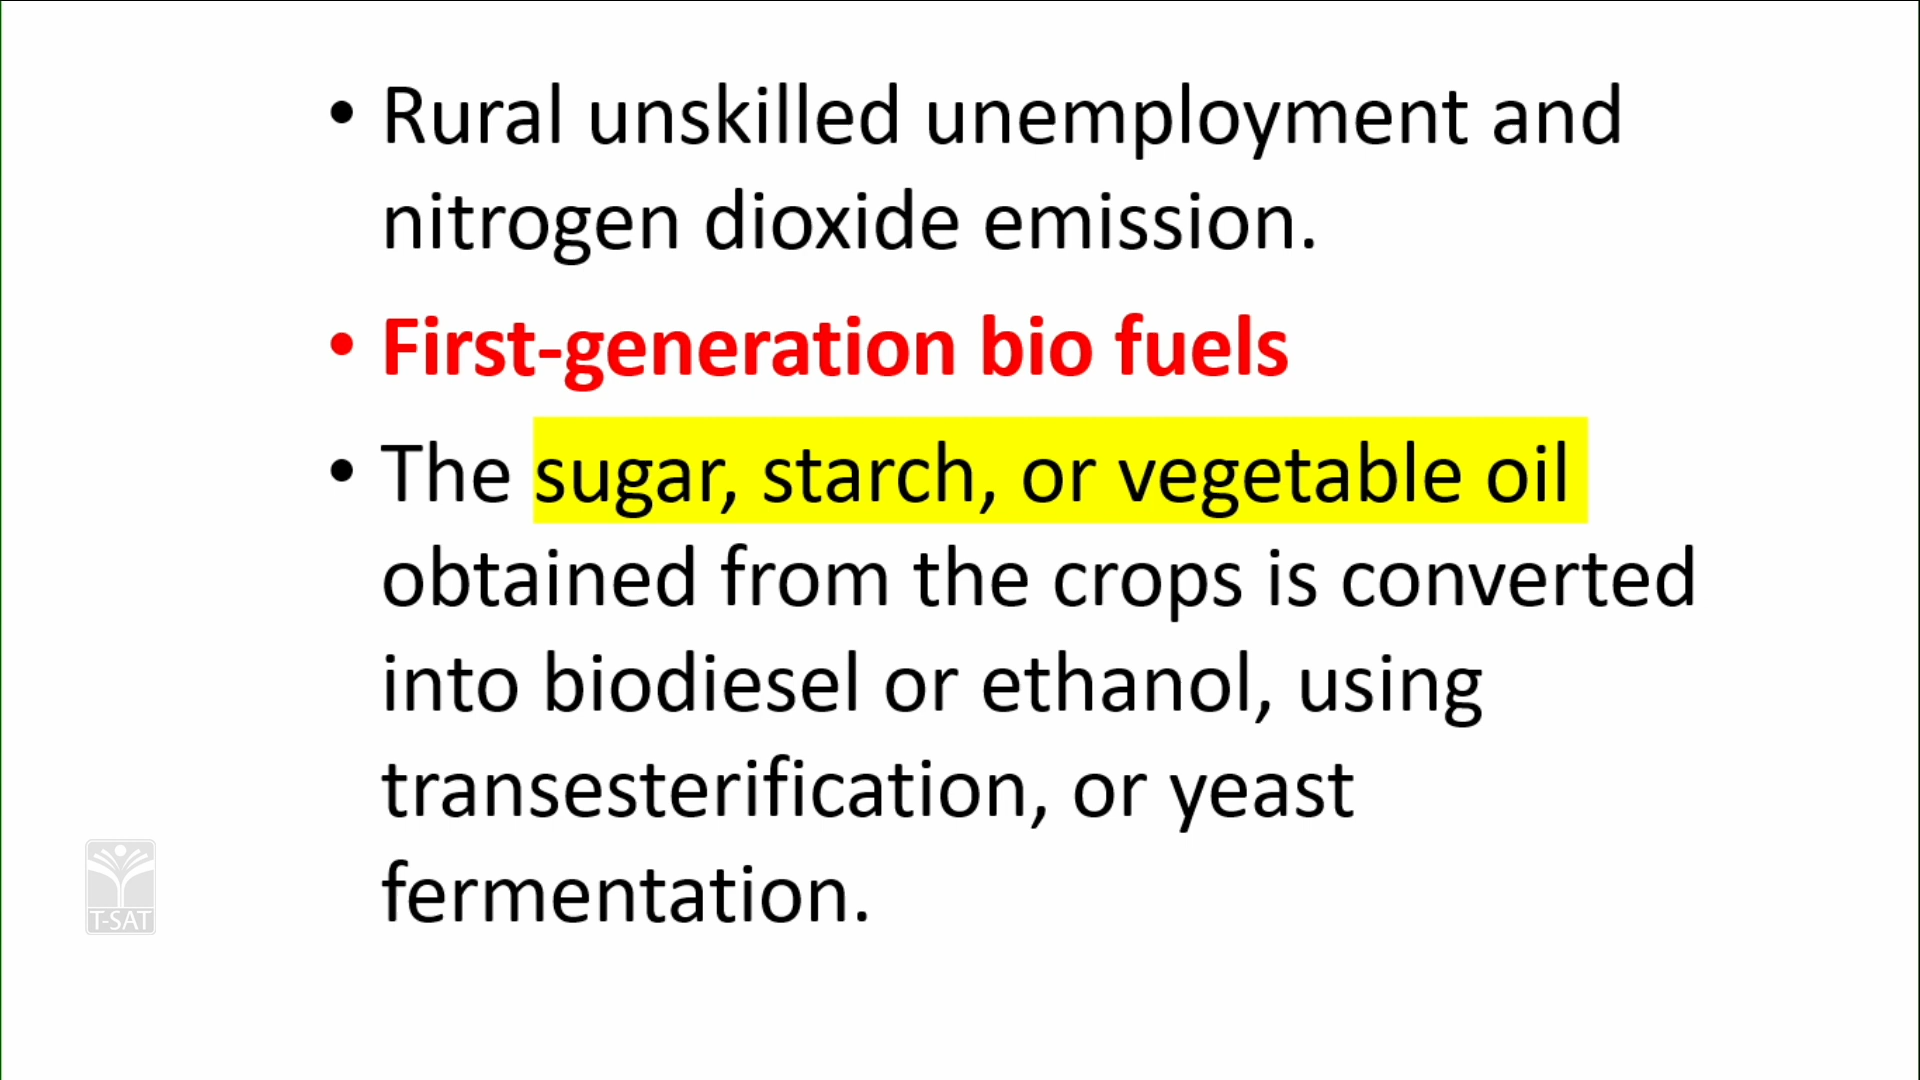 • Rural unskilled unemployment and
nitrogen dioxide emission.
• First-generation bio fuels
• The sugar, starch, or vegetable oil
obtained from the crops is converted
into biodiesel or ethanol, using
transesterification, or yeast
fermentation.
T-SAT